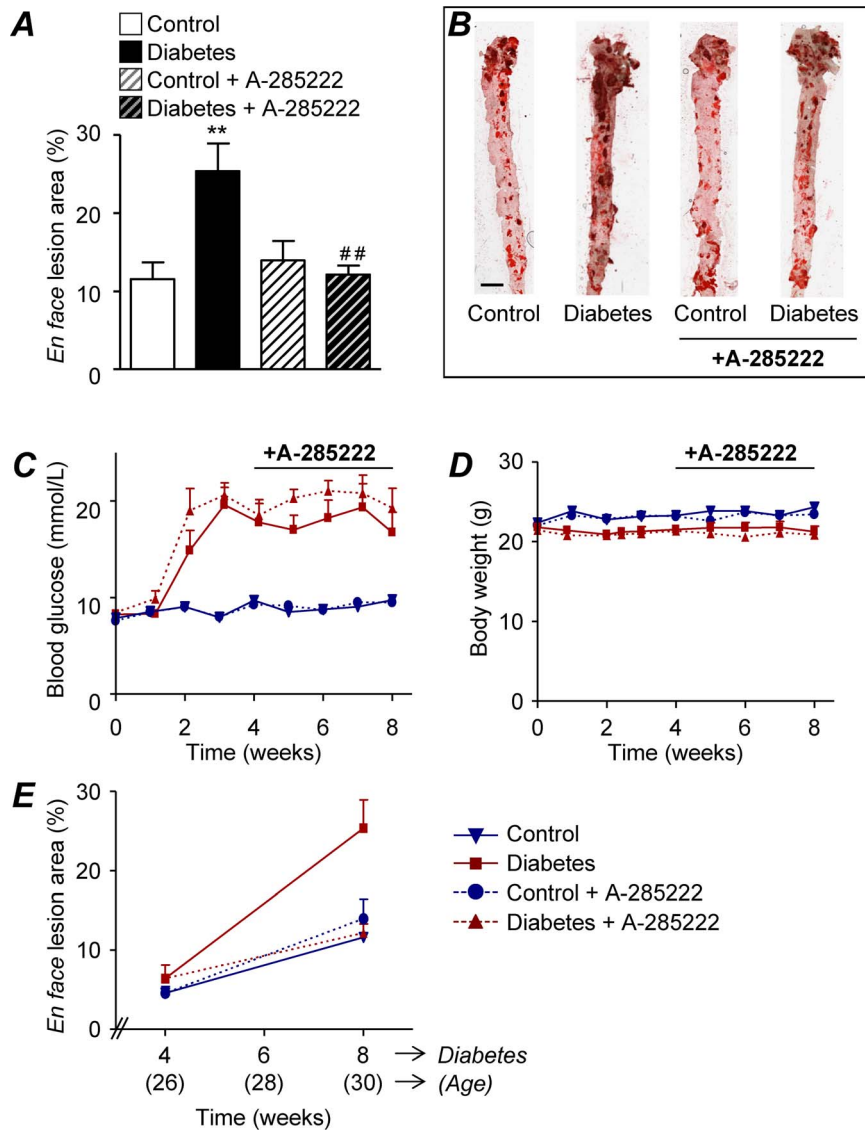 A
Control
Diabetes
Control + A-285222
Diabetes + A-285222
En face lesion area (%)
30
20
10
0
**
##
B
Control
Diabetes
Control
Diabetes
+A-285222
C
+A-285222
Blood glucose (mmol/L)
20
10
0
0
2
4
6
8
Time (weeks)
D
+A-285222
Body weight (g)
30
20
10
0
0
2
4
6
8
Time (weeks)
E
En face lesion area (%)
30
20
10
0
4
6
8
→ Diabetes
(26)
(28)
(30)
→ (Age)
Time (weeks)
Control
Diabetes
Control + A-285222
Diabetes + A-285222